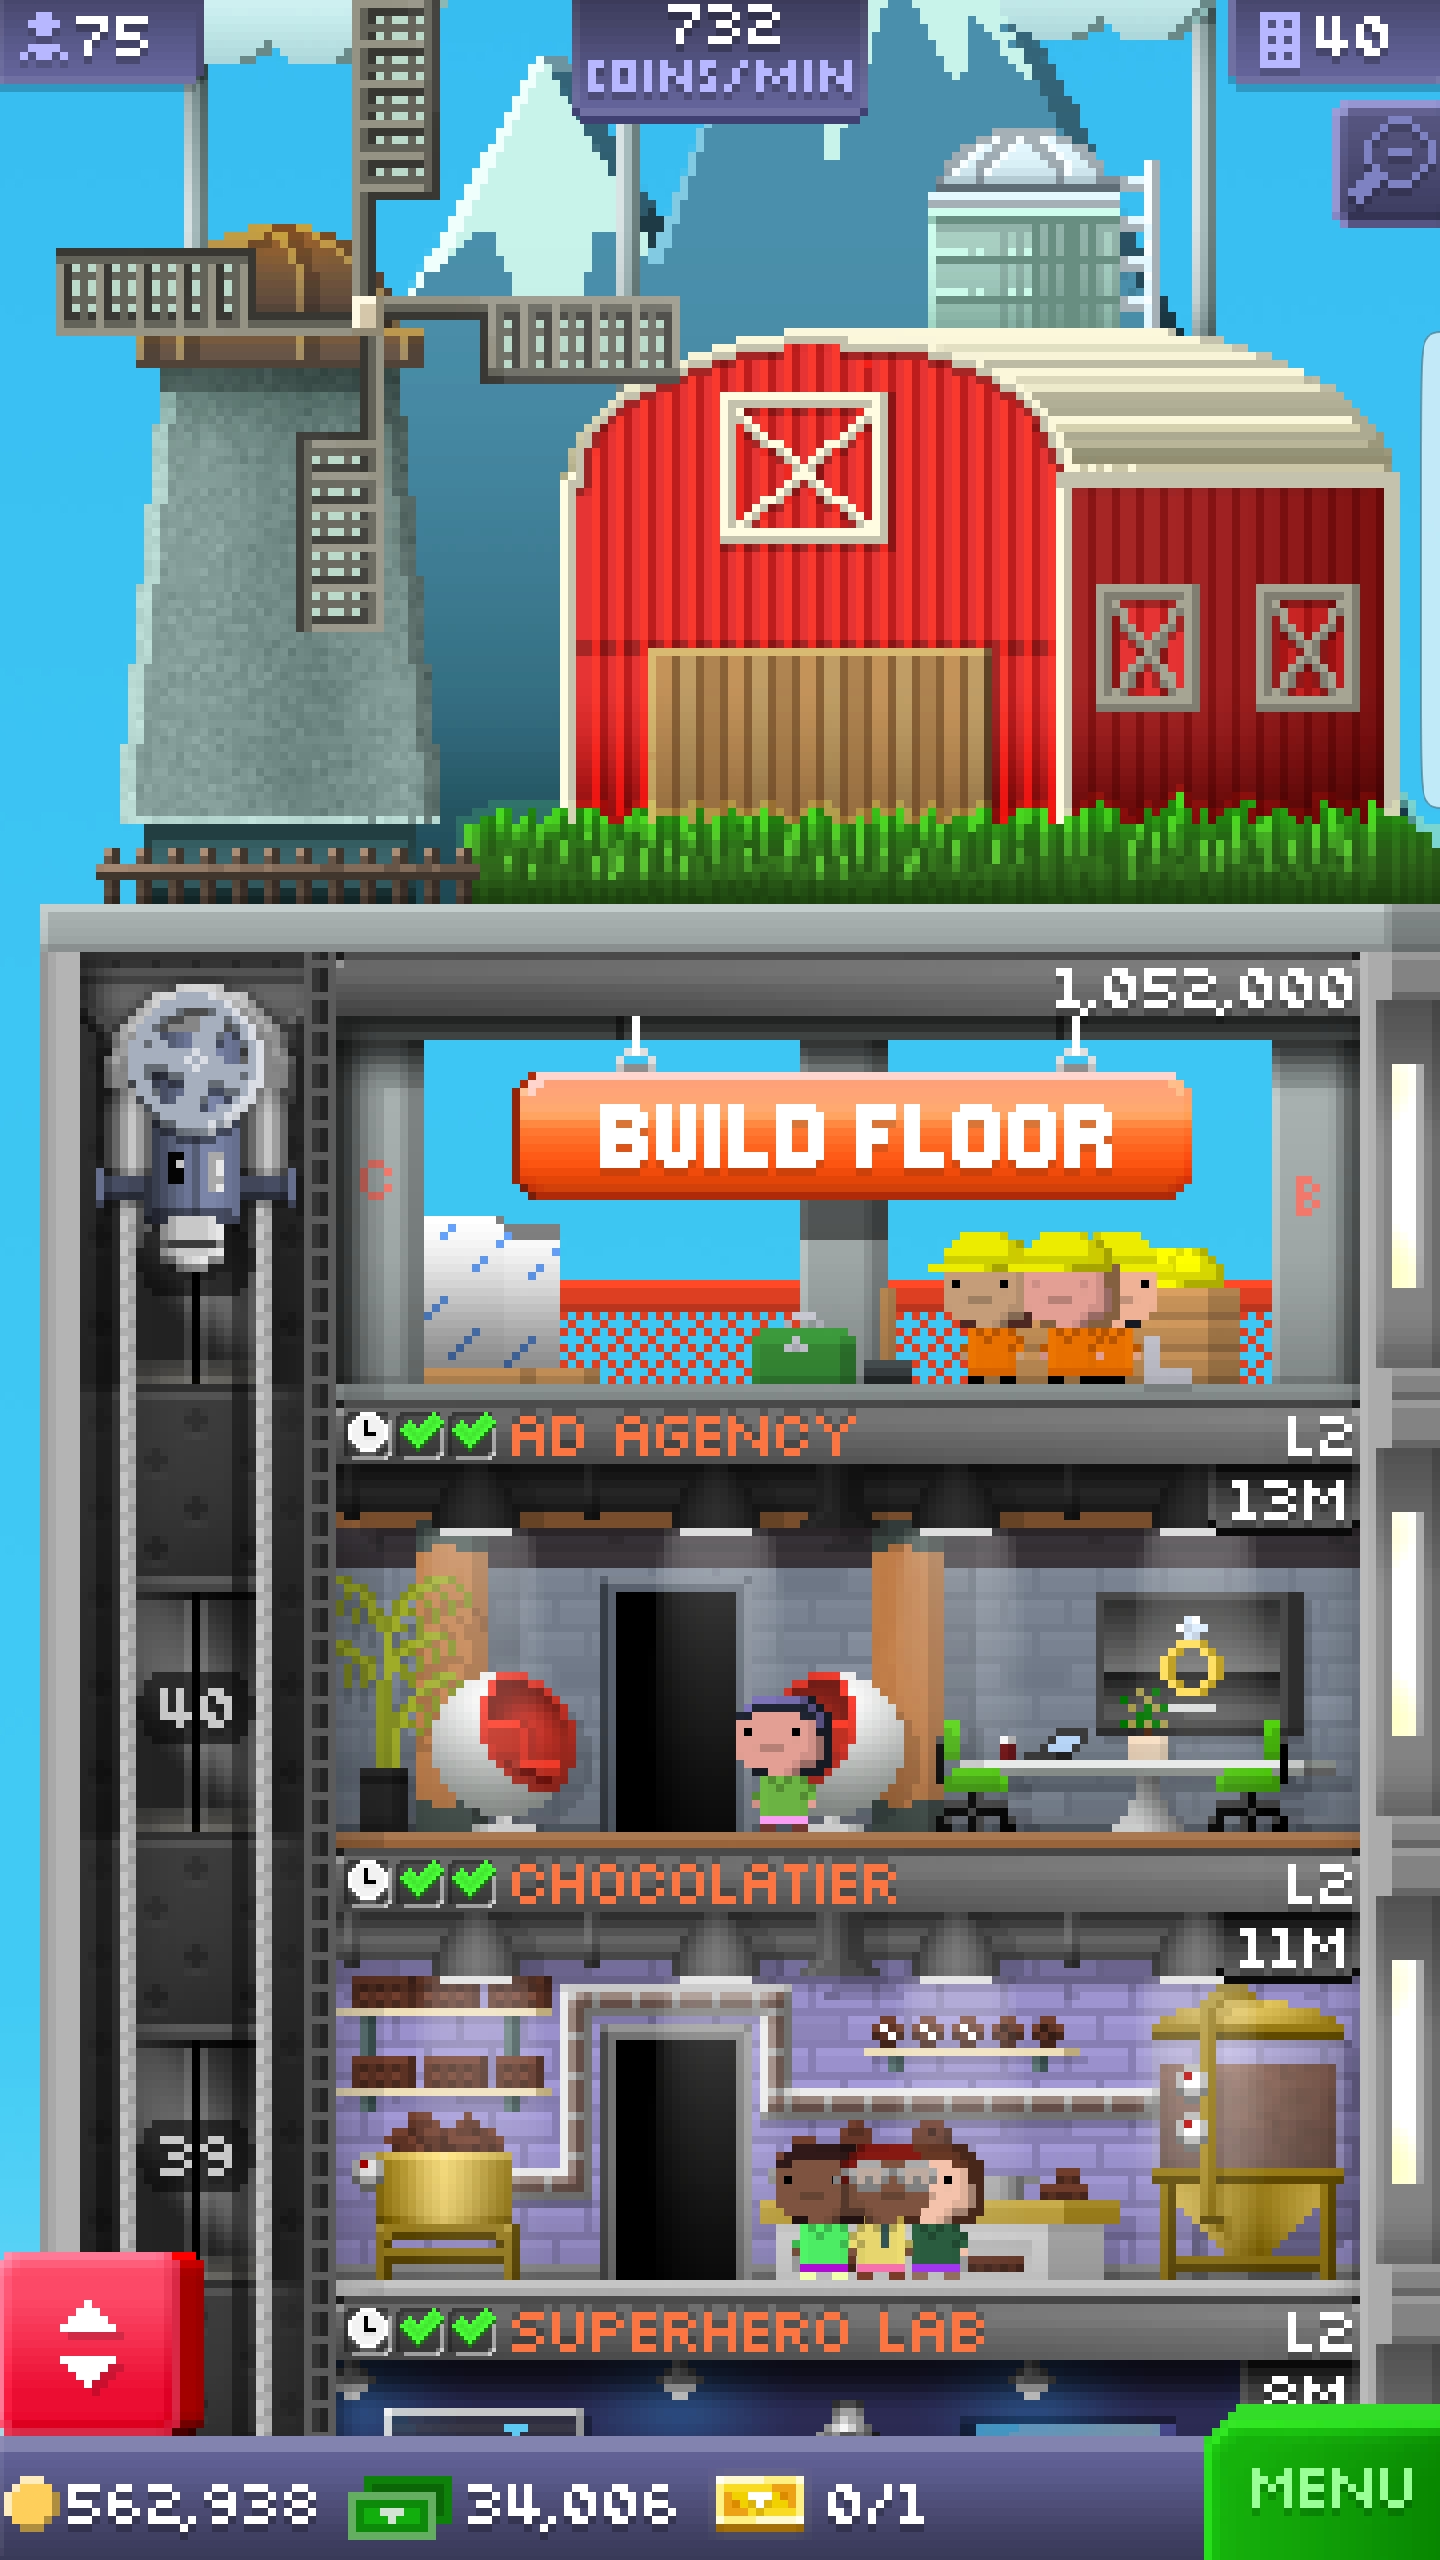 75
732
COINS/MIN
40
1,052,000
BUILD FLOOR
C
B
AD AGENCY L2
13M
40
CHOCOLATIER L2
11M
39
SUPERHERO LAB L2
8M
562,938 34,006 0/1
MENU